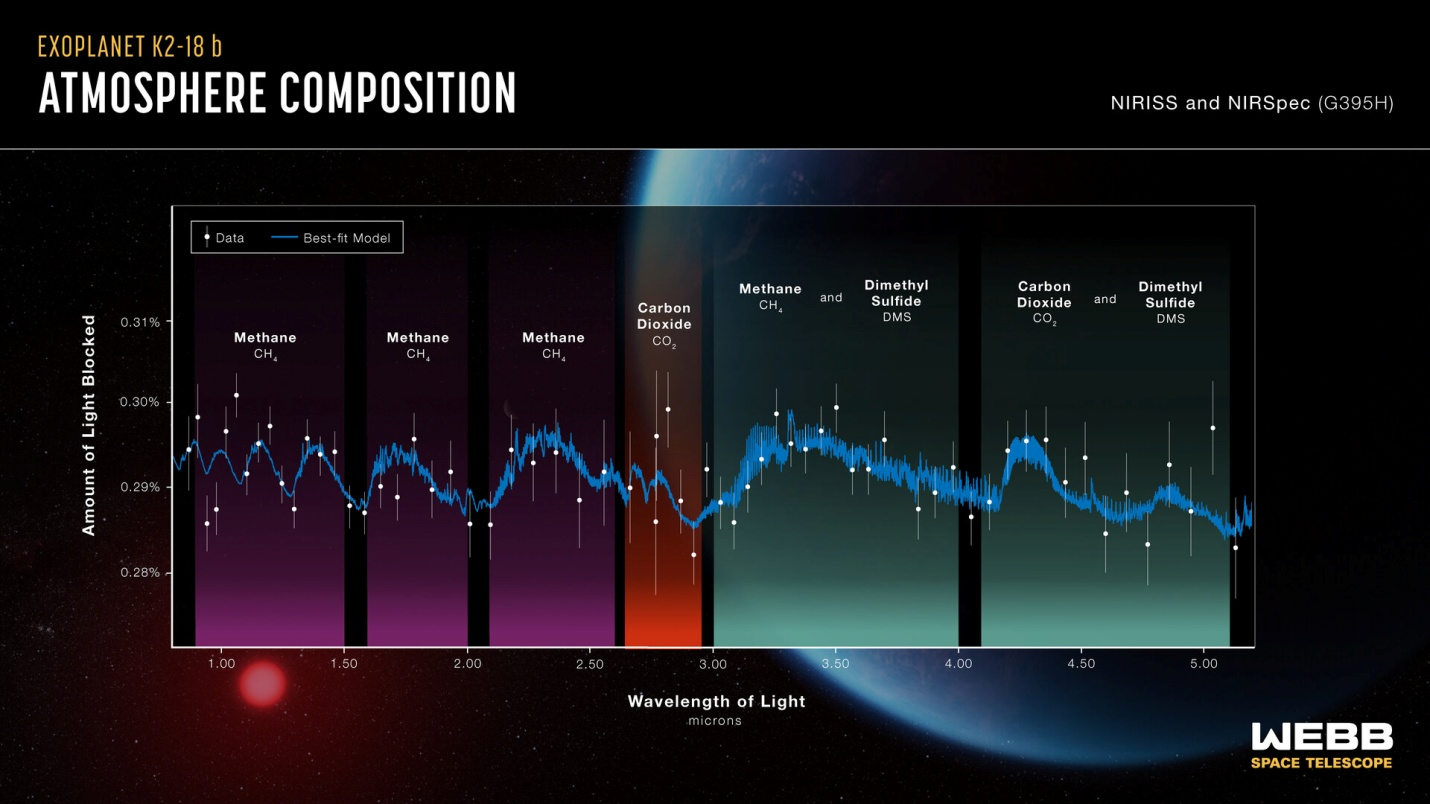 EXOPLANET K2-18 b
ATMOSPHERE COMPOSITION
NIRISS and NIRSpec (G395H)
Data
Best-fit Model
Amount of Light Blocked
0.31%
0.30%
0.29%
0.28%
Methane
CH₄
Methane
CH₄
Methane
CH₄
Carbon
Dioxide
CO₂
Methane
CH₄
and
Dimethyl
Sulfide
DMS
Carbon
Dioxide
CO₂
and
Dimethyl
Sulfide
DMS
1.00
1.50
2.00
2.50
3.00
3.50
4.00
4.50
5.00
Wavelength of Light
microns
WEBB
SPACE TELESCOPE